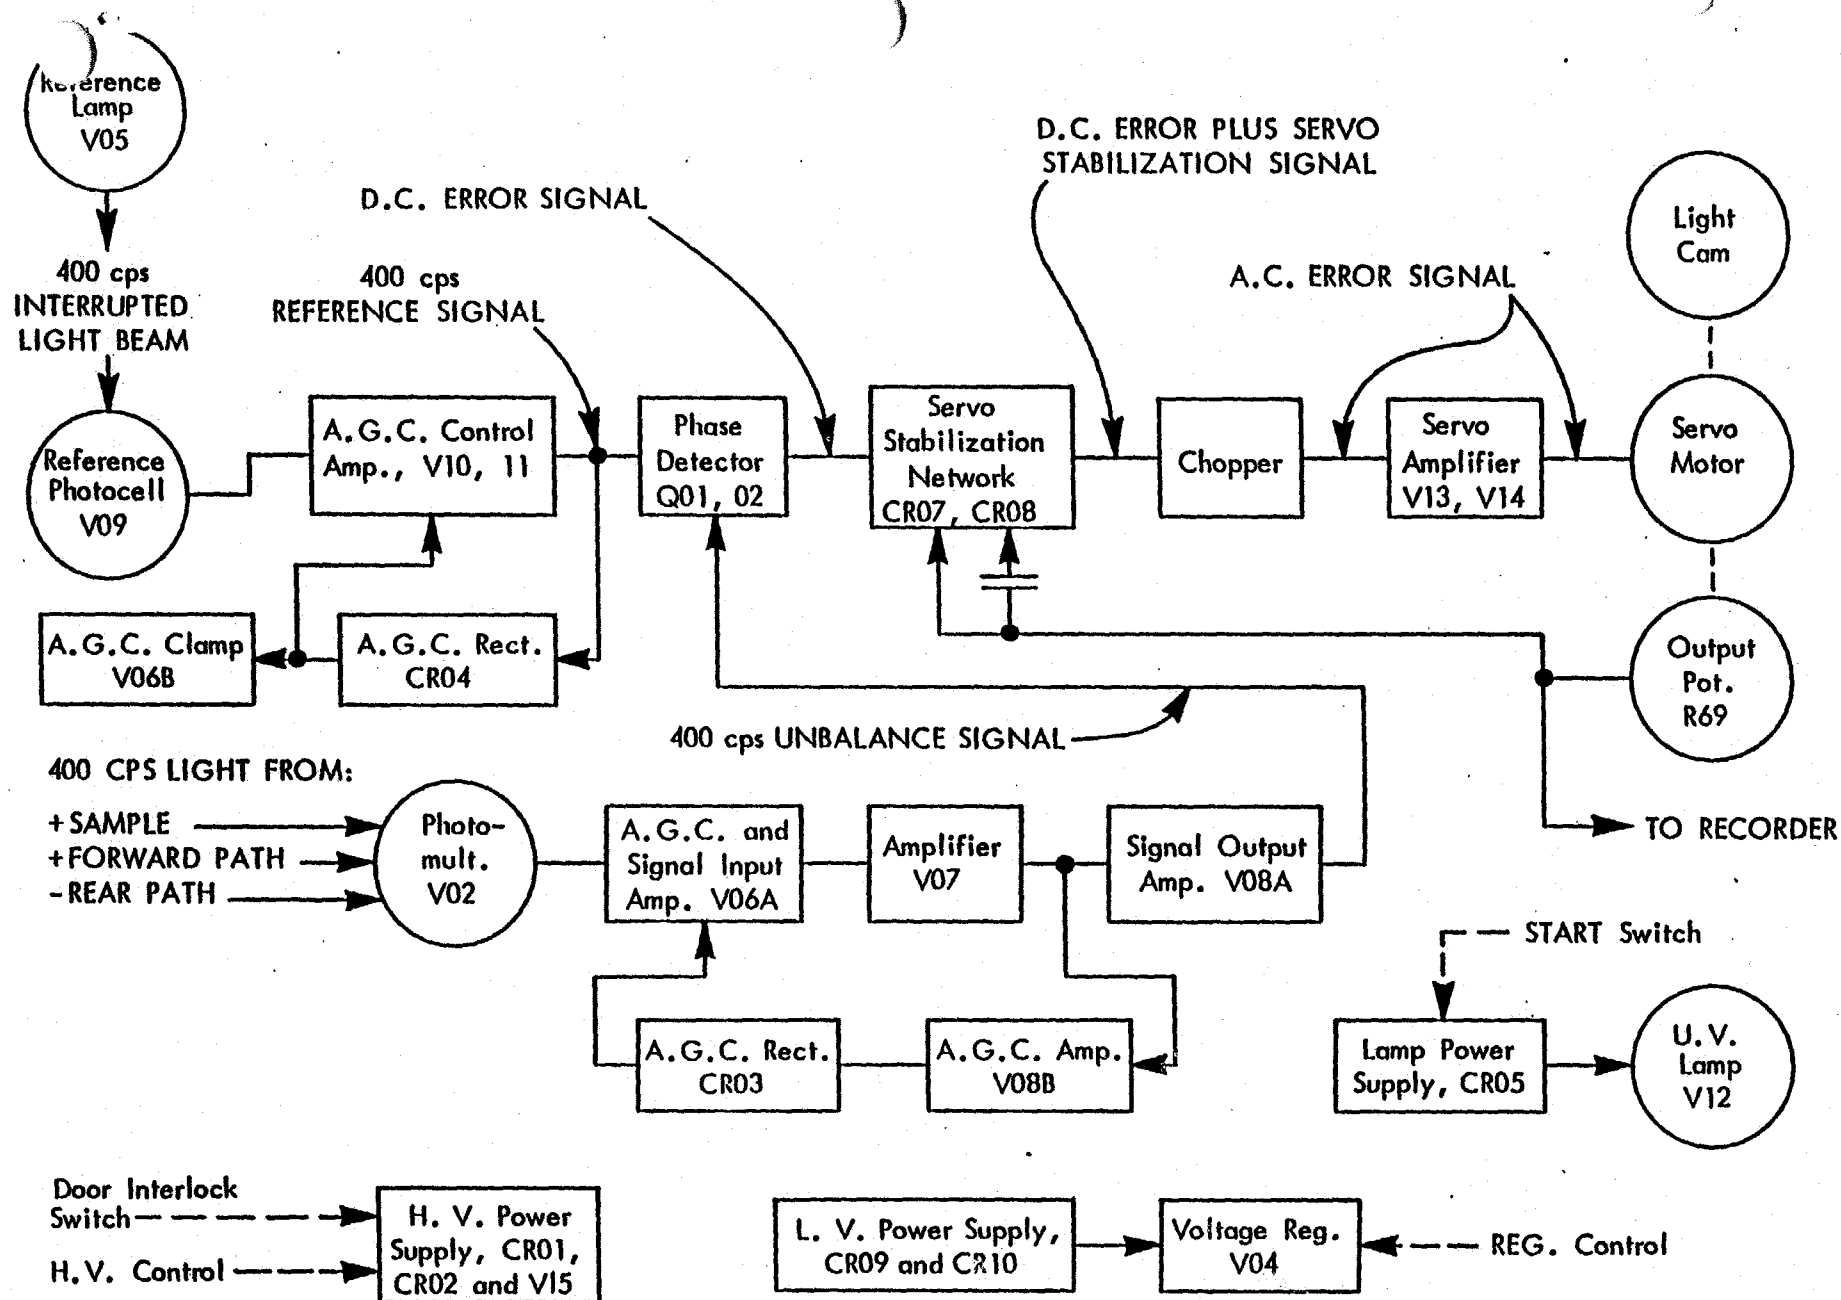 Reference
Lamp
V05
400 cps
INTERRUPTED
LIGHT BEAM
Reference
Photocell
V09
D.C. ERROR SIGNAL
400 cps
REFERENCE SIGNAL
D.C. ERROR PLUS SERVO
STABILIZATION SIGNAL
A.C. ERROR SIGNAL
Light
Cam
A.G.C. Control
Amp., V10, 11
Phase
Detector
Q01, 02
Servo
Stabilization
Network
CR07, CR08
Chopper
Servo
Amplifier
V13, V14
Servo
Motor
A.G.C. Clamp
V06B
A.G.C. Rect.
CR04
Output
Pot.
R69
400 cps UNBALANCE SIGNAL
400 CPS LIGHT FROM:
+SAMPLE
+FORWARD PATH
-REAR PATH
Photo-
mult.
V02
A.G.C. and
Signal Input
Amp. V06A
Amplifier
V07
Signal Output
Amp. V08A
TO RECORDER
START Switch
A.G.C. Rect.
CR03
A.G.C. Amp.
V08B
Lamp Power
Supply, CR05
U.V.
Lamp
V12
Door Interlock
Switch
H.V. Control
H. V. Power
Supply, CR01,
CR02 and V15
L. V. Power Supply,
CR09 and CR10
Voltage Reg.
V04
REG. Control